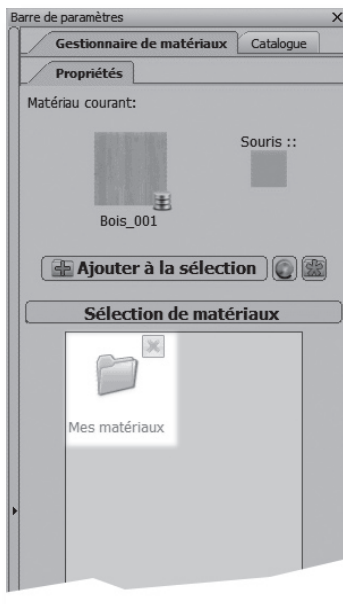 Barre de paramètres X
Gestionnaire de matériaux Catalogue
Propriétés
Matériau courant:
Souris ::
Bois_001
Ajouter à la sélection
Sélection de matériaux
Mes matériaux